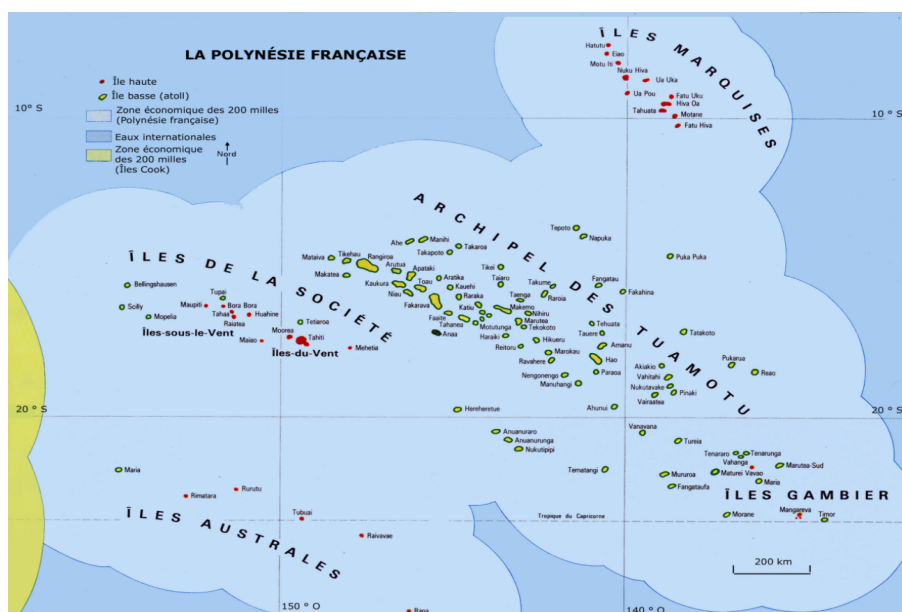 LA POLYNÉSIE FRANÇAISE
Île haute
Île basse (atoll)
Zone économique des 200 milles
(Polynésie française)
Eaux internationales
Zone économique
des 200 milles
(Îles Cook)
Nord
10° S
10° S
ÎLES MARQUISES
Hatutu
Eiao
Motu Iti
Nuku Hiva
Ua Uka
Ua Pou
Fatu Uku
Hiva Oa
Tahuata
Motane
Fatu Hiva
ARCHIPEL DES TUAMOTU
Tepoto
Napuka
Puka Puka
Ahe
Manihi
Takapoto
Takaroa
Mataiva
Tikehau
Rangiroa
Makatea
Arutua
Apataki
Kaukura
Toau
Niau
Aratika
Kauehi
Fakarava
Raraka
Katiu
Faaite
Tahanea
Anaa
Motutunga
Haraiki
Tikei
Taiaro
Takume
Raroia
Taenga
Makemo
Nihiru
Marutea
Tekokoto
Hikueru
Reitoru
Marokau
Ravahere
Nengonengo
Manuhangi
Paraoa
Fangatau
Fakahina
Tehuata
Tauere
Amanu
Hao
Tatakoto
Pukarua
Reao
Akiakio
Vahitahi
Nukutavake
Pinaki
Vairaatea
Hereheretue
Ahunui
Anuanuraro
Anuanurunga
Nukutipipi
Vanavana
Tureia
Tematangi
Tenararo
Tenarunga
Vahanga
Marutea-Sud
Mururoa
Maturei Vavao
Maria
Fangataufa
ÎLES GAMBIER
Morane
Mangareva
Timor
ÎLES DE LA SOCIÉTÉ
Bellingshausen
Scilly
Mopelia
Tupai
Maupiti
Bora Bora
Tahaa
Huahine
Raiatea
Îles-sous-le-Vent
Maiao
Tetiaroa
Moorea
Tahiti
Îles-du-Vent
Mehetia
20° S
20° S
Maria
Rimatara
Rurutu
Tubuai
Raivavae
Rapa
ÎLES AUSTRALES
Tropique du Capricorne
200 km
150° O
140° O